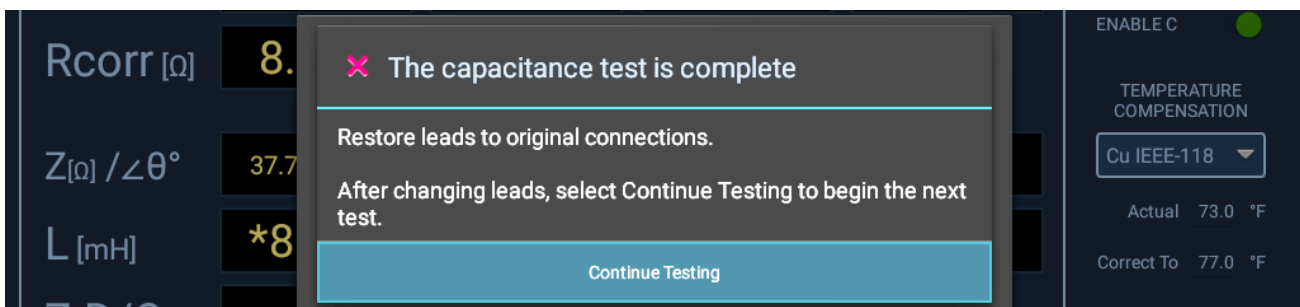 Rcorr [Ω]
8.
Z[Ω] /∠θ°
37.7
L [mH]
*8
The capacitance test is complete
Restore leads to original connections.
After changing leads, select Continue Testing to begin the next
test.
Continue Testing
ENABLE C
TEMPERATURE
COMPENSATION
Cu IEEE-118
Actual 73.0 °F
Correct To 77.0 °F